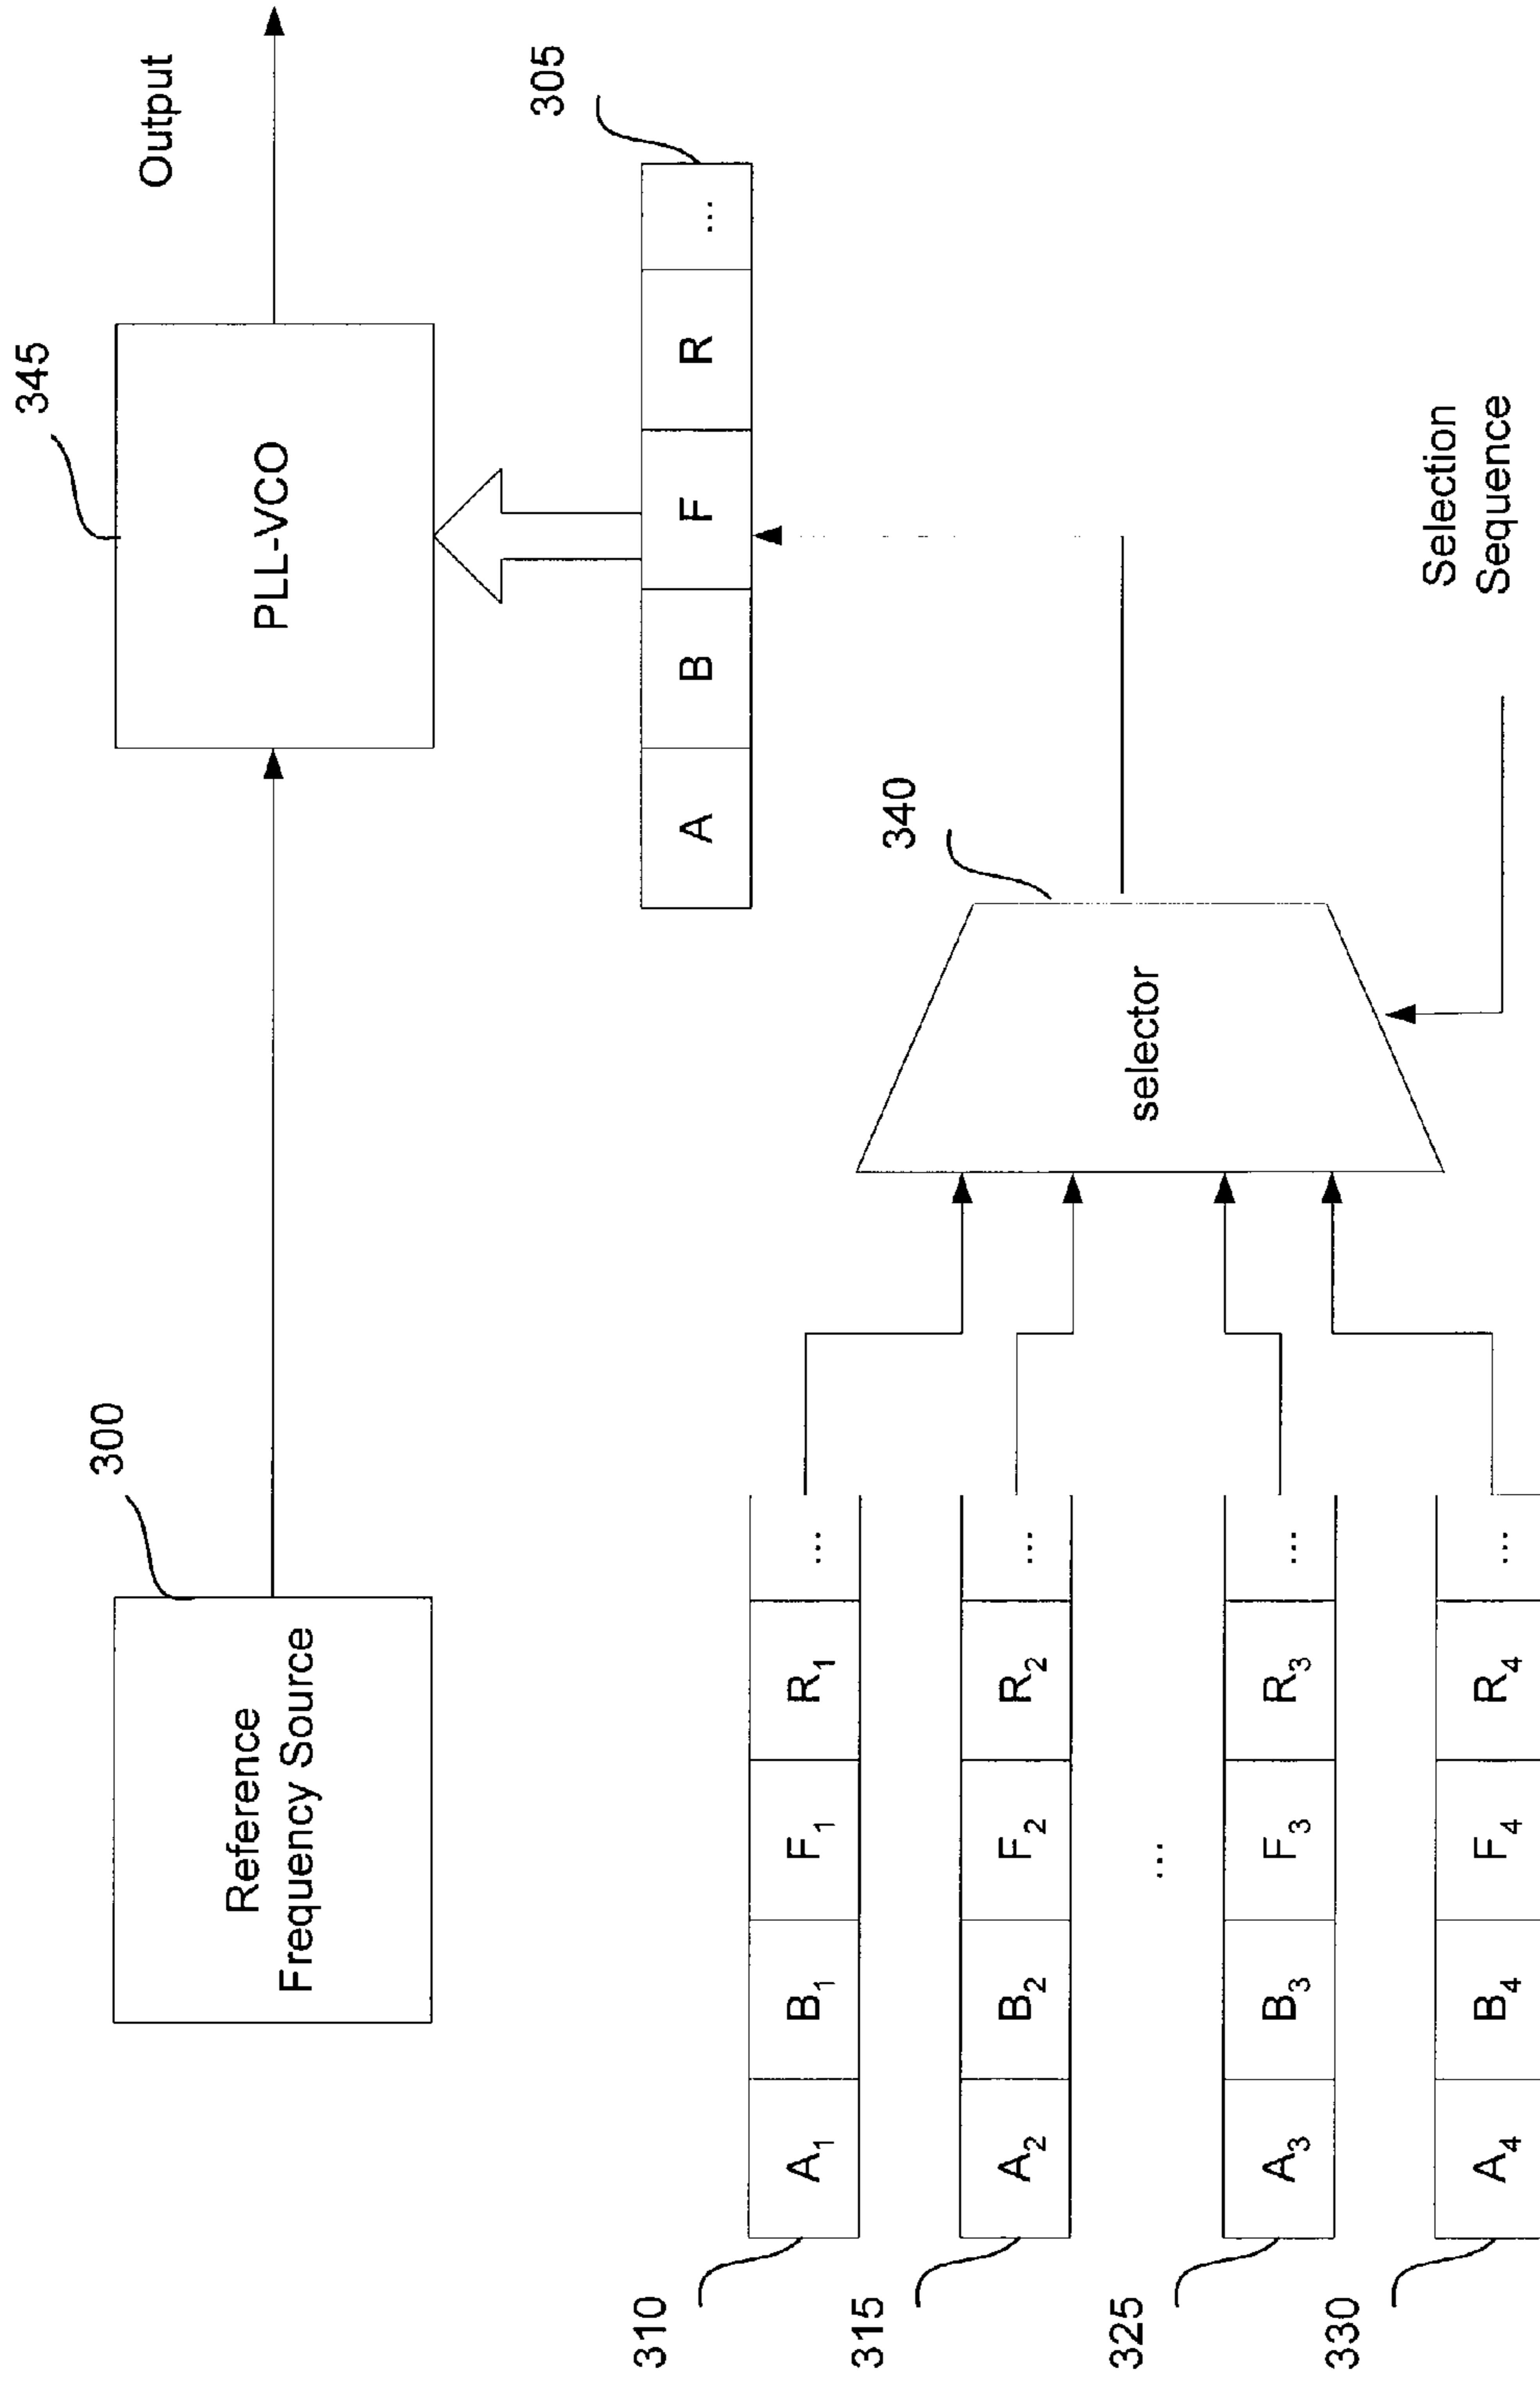 300
Reference
Frequency Source
345
PLL-VCO
Output
305
A B F R ...
310
A1 B1 F1 R1 ...
315
A2 B2 F2 R2 ...
...
325
A3 B3 F3 R3 ...
330
A4 B4 F4 R4 ...
340
selector
Selection
Sequence